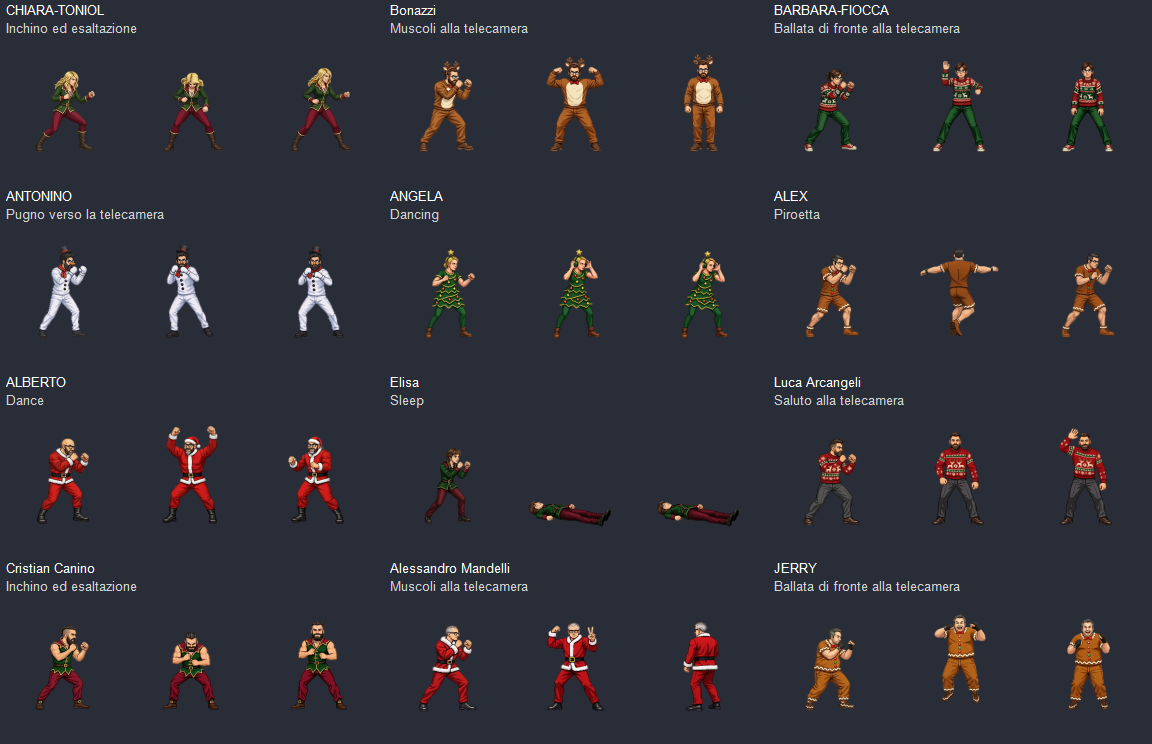 CHIARA-TONIOL
Inchino ed esaltazione
Bonazzi
Muscoli alla telecamera
BARBARA-FIOCCA
Ballata di fronte alla telecamera
ANTONINO
Pugno verso la telecamera
ANGELA
Dancing
ALEX
Piroetta
ALBERTO
Dance
Elisa
Sleep
Luca Arcangeli
Saluto alla telecamera
Cristian Canino
Inchino ed esaltazione
Alessandro Mandelli
Muscoli alla telecamera
JERRY
Ballata di fronte alla telecamera